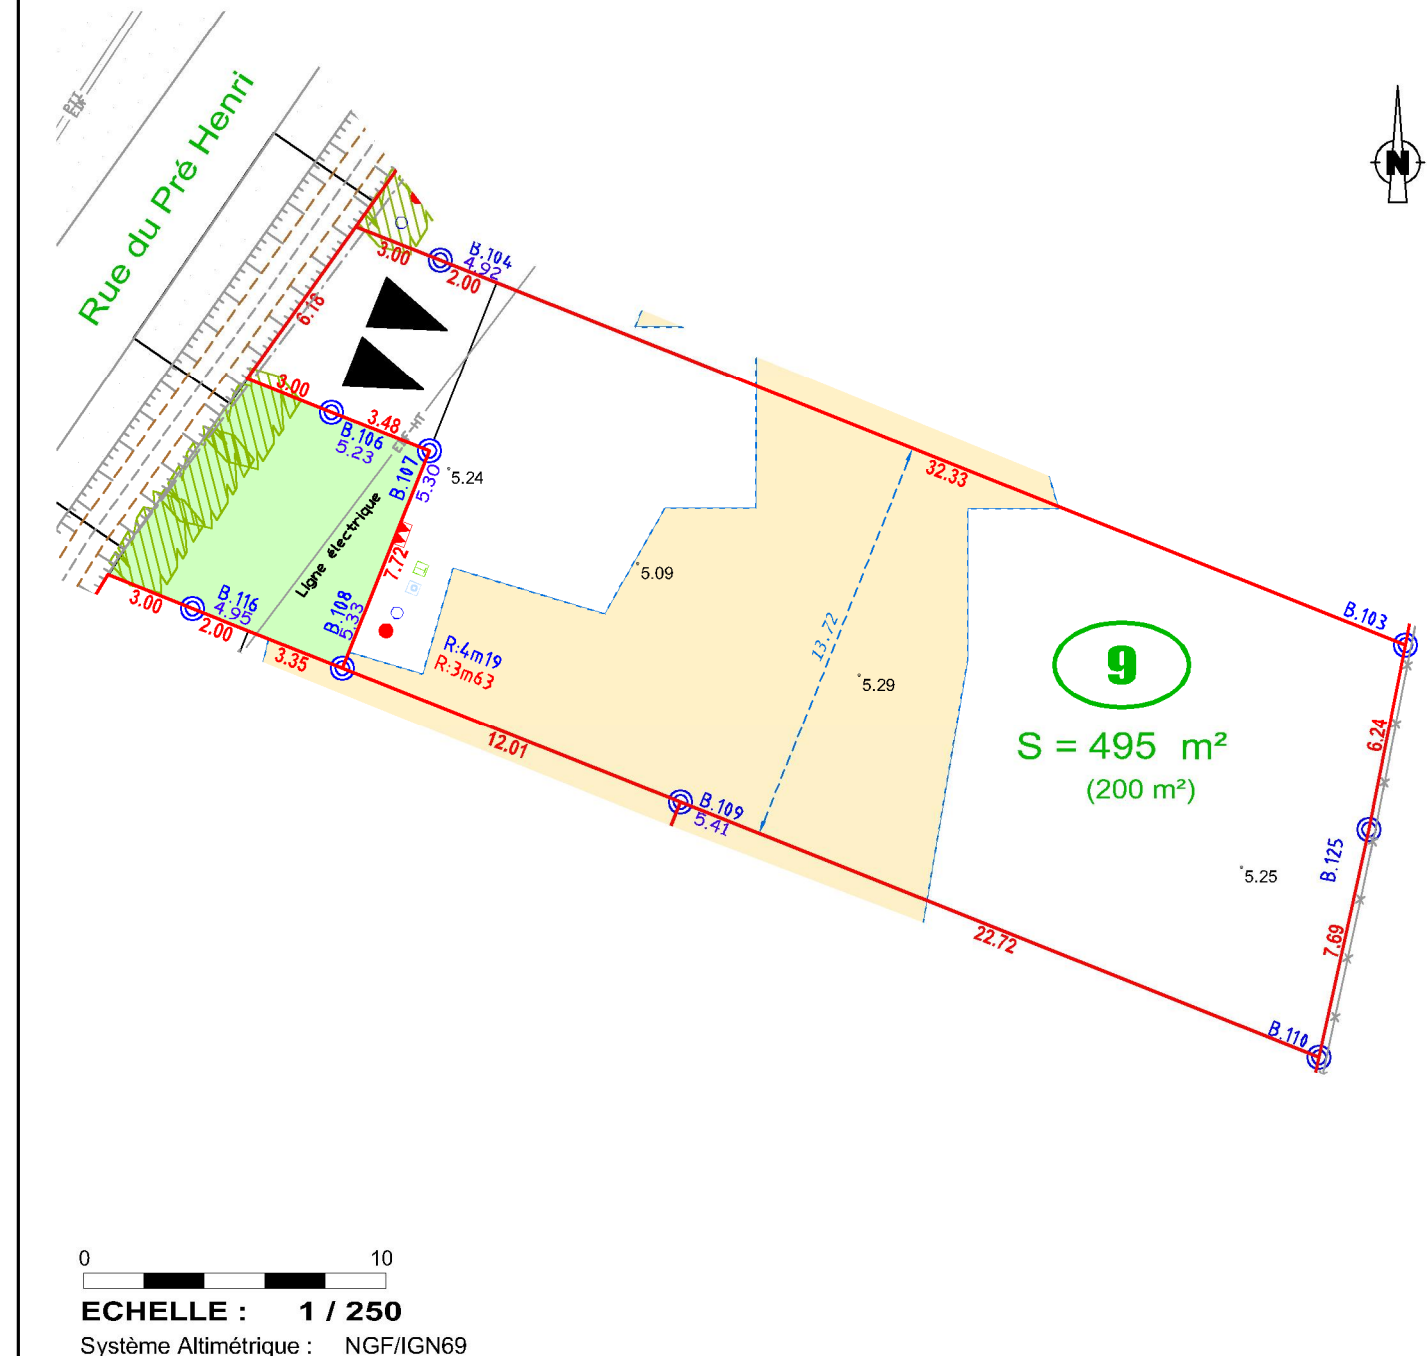 PTT
EDF
Rue du Pré Henri
N
3.00
B.104
4.92
2.00
6.18
3.00
3.48
B.106
5.23
B.107
5.30
5.24
32.33
Ligne électrique
7.72
5.09
13.72
B.103
3.00
B.116
4.95
2.00
B.108
5.33
3.35
R:4m19
R:3m63
9
5.29
S = 495 m²
(200 m²)
6.24
12.01
B.109
5.41
B.125
5.25
22.72
7.69
B.110
0 10
ECHELLE : 1 / 250
Système Altimétrique : NGF/IGN69